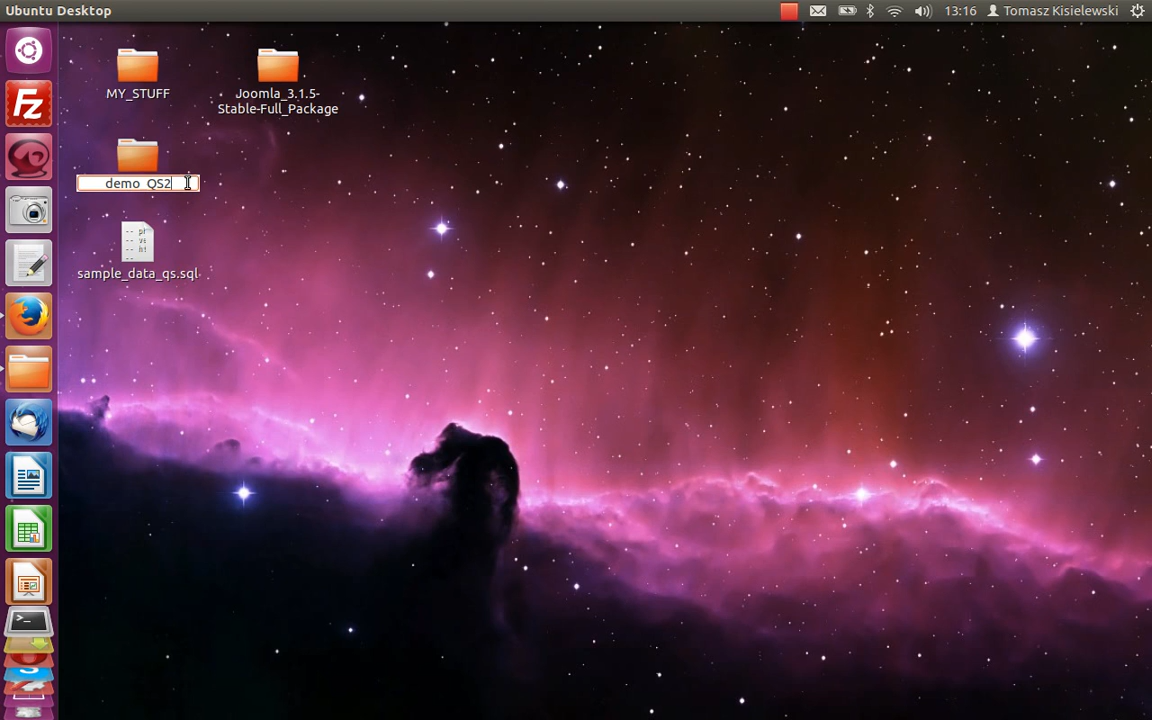 Ubuntu Desktop
13:16 Tomasz Kisielewski
MY_STUFF
Joomla_3.1.5-
Stable-Full_Package
demo_QS2
sample_data_qs.sql